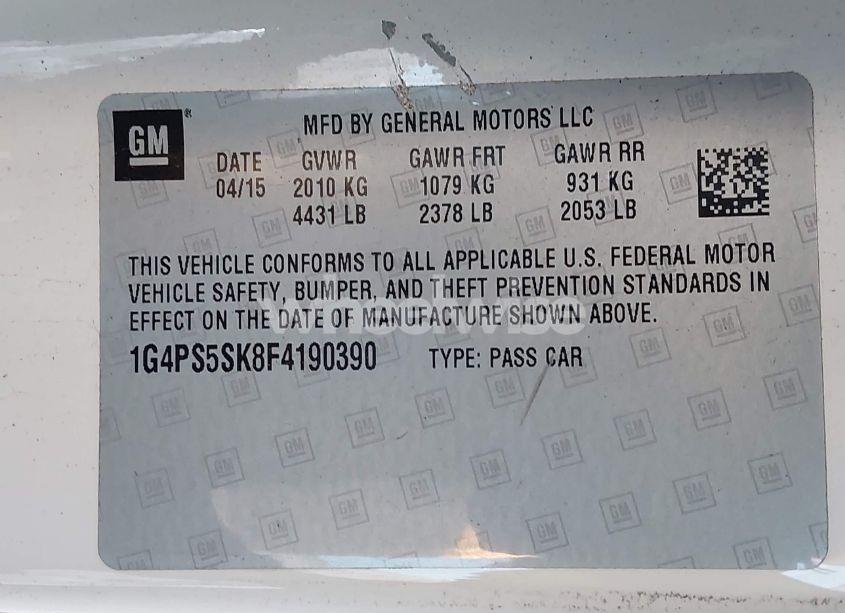 GM
MFD BY GENERAL MOTORS LLC
DATE GVWR GAWR FRT GAWR RR
04/15 2010 KG 1079 KG 931 KG
4431 LB 2378 LB 2053 LB
THIS VEHICLE CONFORMS TO ALL APPLICABLE U.S. FEDERAL MOTOR
VEHICLE SAFETY, BUMPER, AND THEFT PREVENTION STANDARDS IN
EFFECT ON THE DATE OF MANUFACTURE SHOWN ABOVE.
1G4PS5SK8F4190390 TYPE: PASS CAR